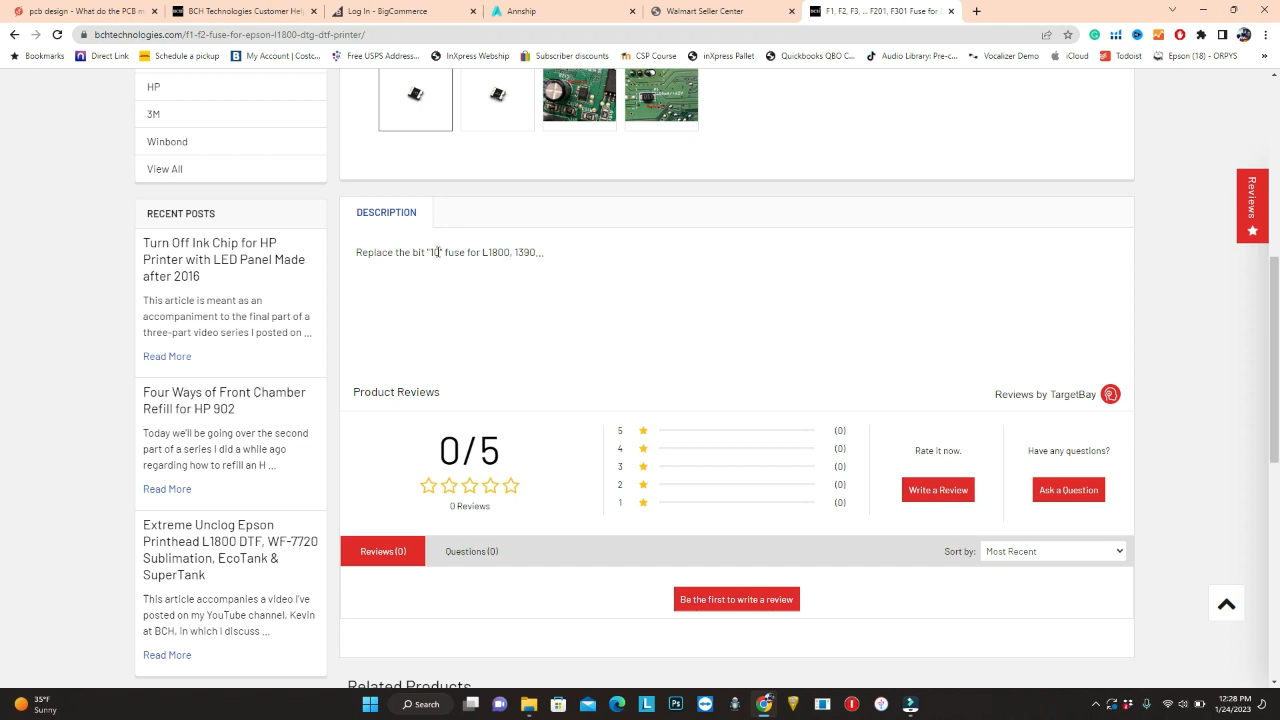 pcb design - What do the PCB m
BCH Technologies Customer Hel
Log In - BigCommerce
Annship
Walmart Seller Center
F1, F2, F3, ... F201, F301 Fuse for
bchtechnologies.com/f1-f2-fuse-for-epson-l1800-dtg-dtf-printer/
Bookmarks
Direct Link
Schedule a pickup
My Account | Costc...
Free USPS Address...
InXpress Webship
Subscriber discounts
CSP Course
inXpress Pallet
Quickbooks QBO C...
Audio Library: Pre-c...
Vocalizer Demo
iCloud
Todoist
Epson (18) - ORPYS
HP
3M
Winbond
View All
RECENT POSTS
Turn Off Ink Chip for HP
Printer with LED Panel Made
after 2016
This article is meant as an
accompaniment to the final part of a
three-part video series I posted on ...
Read More
Four Ways of Front Chamber
Refill for HP 902
Today we'll be going over the second
part of a series I did a while ago
regarding how to refill an H ...
Read More
Extreme Unclog Epson
Printhead L1800 DTF, WF-7720
Sublimation, EcoTank &
SuperTank
This article accompanies a video I've
posted on my YouTube channel, Kevin
at BCH, in which I discuss ...
Read More
DESCRIPTION
Replace the bit fuse for L1800, 1390...
Product Reviews
Reviews by TargetBay
0/5
0 Reviews
5 (0)
4 (0)
3 (0)
2 (0)
1 (0)
Rate it now.
Write a Review
Have any questions?
Ask a Question
Reviews (0)
Questions (0)
Sort by:
Most Recent
Be the first to write a review
Related Products
Reviews
35°F
Sunny
Search
12:28 PM
1/24/2023